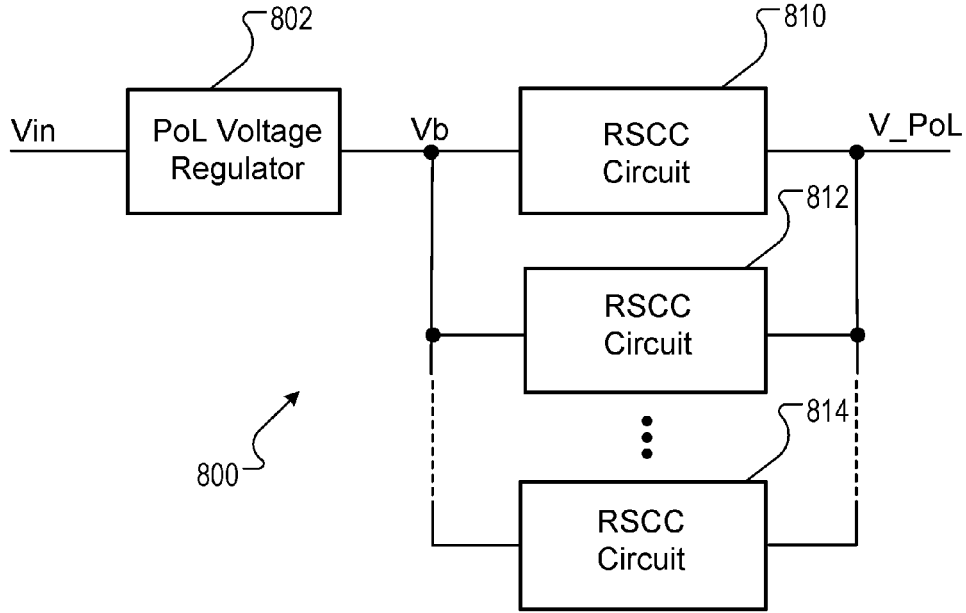 802
810
Vin
PoL Voltage
Regulator
Vb
RSCC
Circuit
V_PoL
812
RSCC
Circuit
800
814
RSCC
Circuit